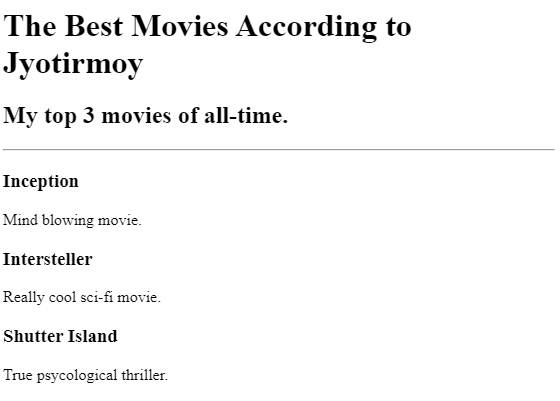 The Best Movies According to
Jyotirmoy
My top 3 movies of all-time.
Inception
Mind blowing movie.
Intersteller
Really cool sci-fi movie.
Shutter Island
True psycological thriller.